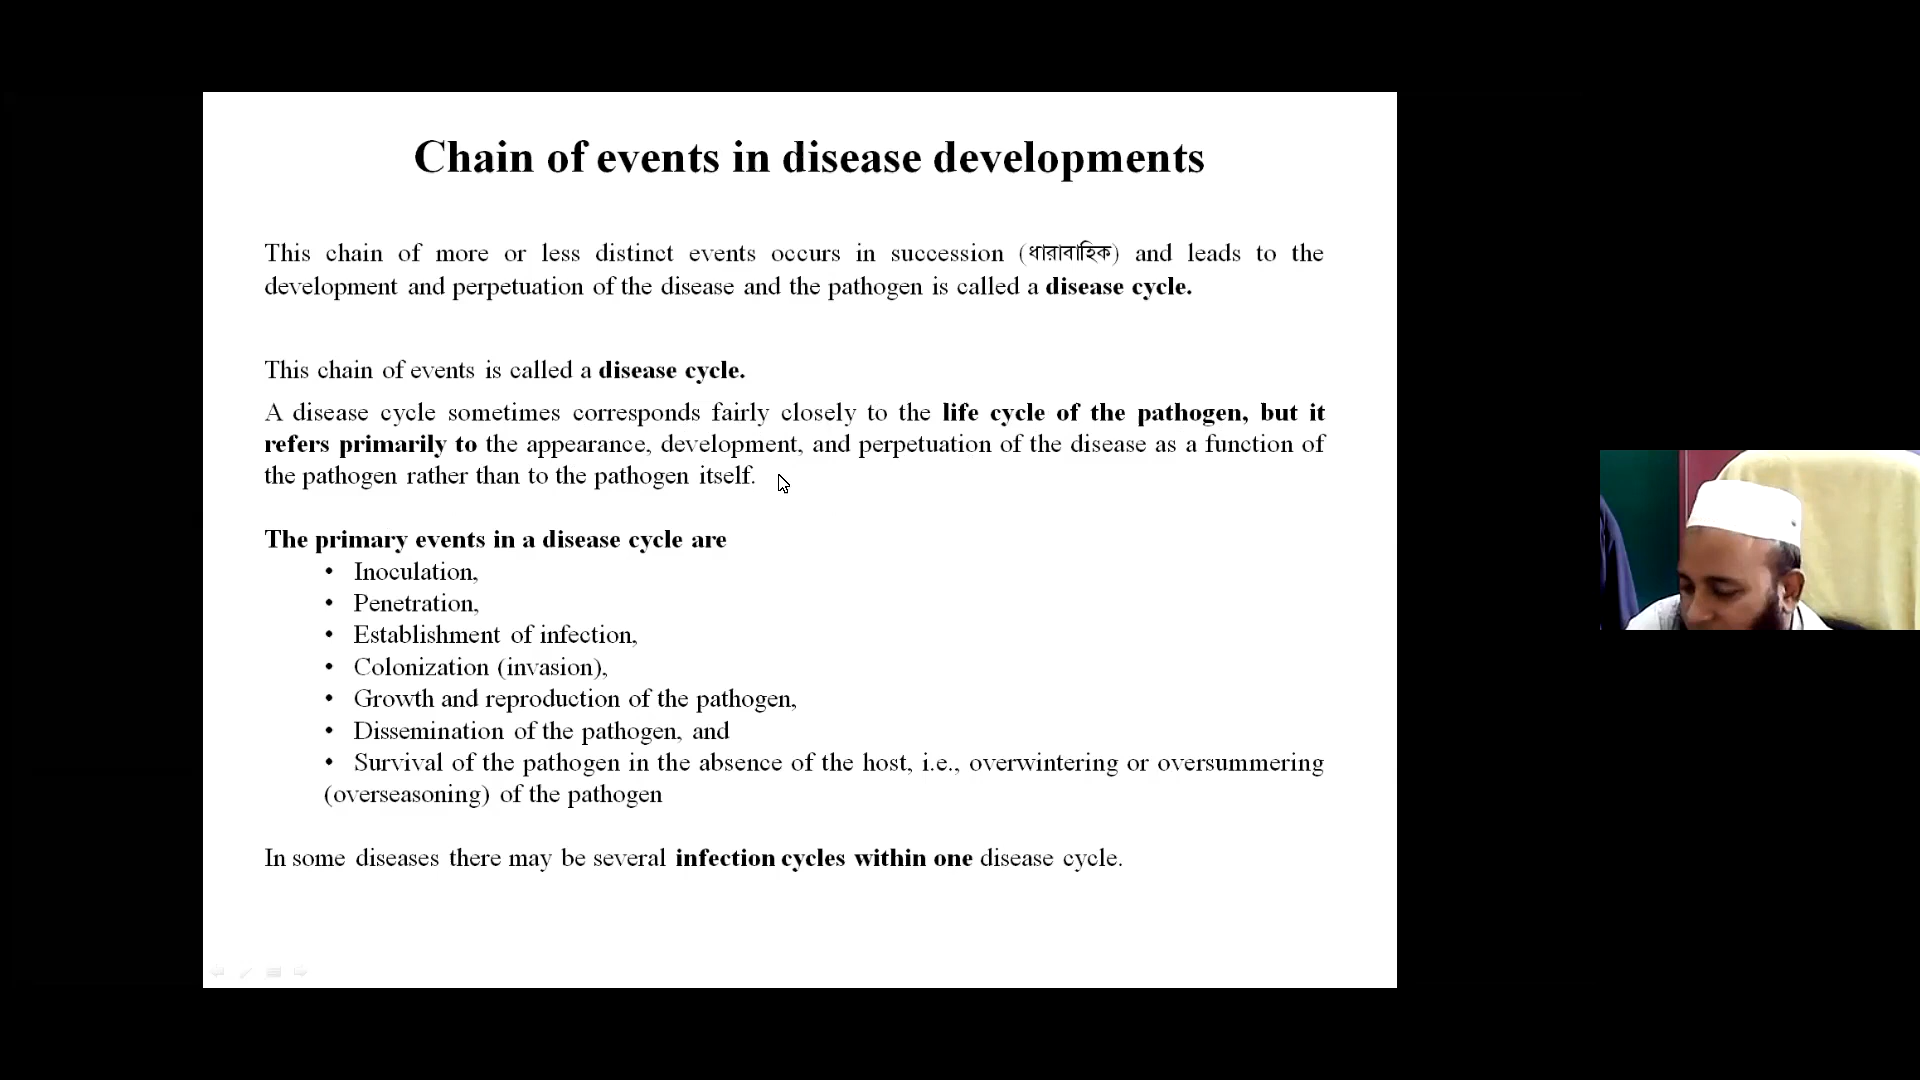 Chain of events in disease developments
This chain of more or less distinct events occurs in succession (ধারাবাহিক) and leads to the
development and perpetuation of the disease and the pathogen is called a disease cycle.
This chain of events is called a disease cycle.
A disease cycle sometimes corresponds fairly closely to the life cycle of the pathogen, but it
refers primarily to the appearance, development, and perpetuation of the disease as a function of
the pathogen rather than to the pathogen itself.
The primary events in a disease cycle are
• Inoculation,
• Penetration,
• Establishment of infection,
• Colonization (invasion),
• Growth and reproduction of the pathogen,
• Dissemination of the pathogen, and
• Survival of the pathogen in the absence of the host, i.e., overwintering or oversummering
(overseasoning) of the pathogen
In some diseases there may be several infection cycles within one disease cycle.